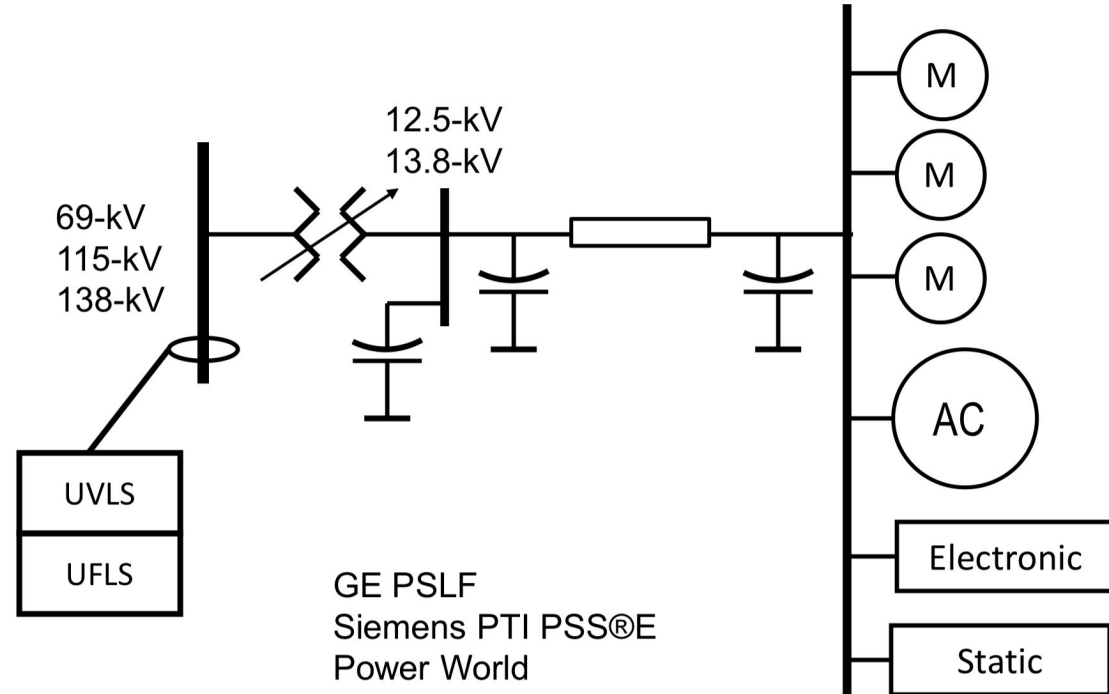 12.5-kV
13.8-kV
69-kV
115-kV
138-kV
UVLS
UFLS
GE PSLF
Siemens PTI PSS®E
Power World
M
M
M
AC
Electronic
Static